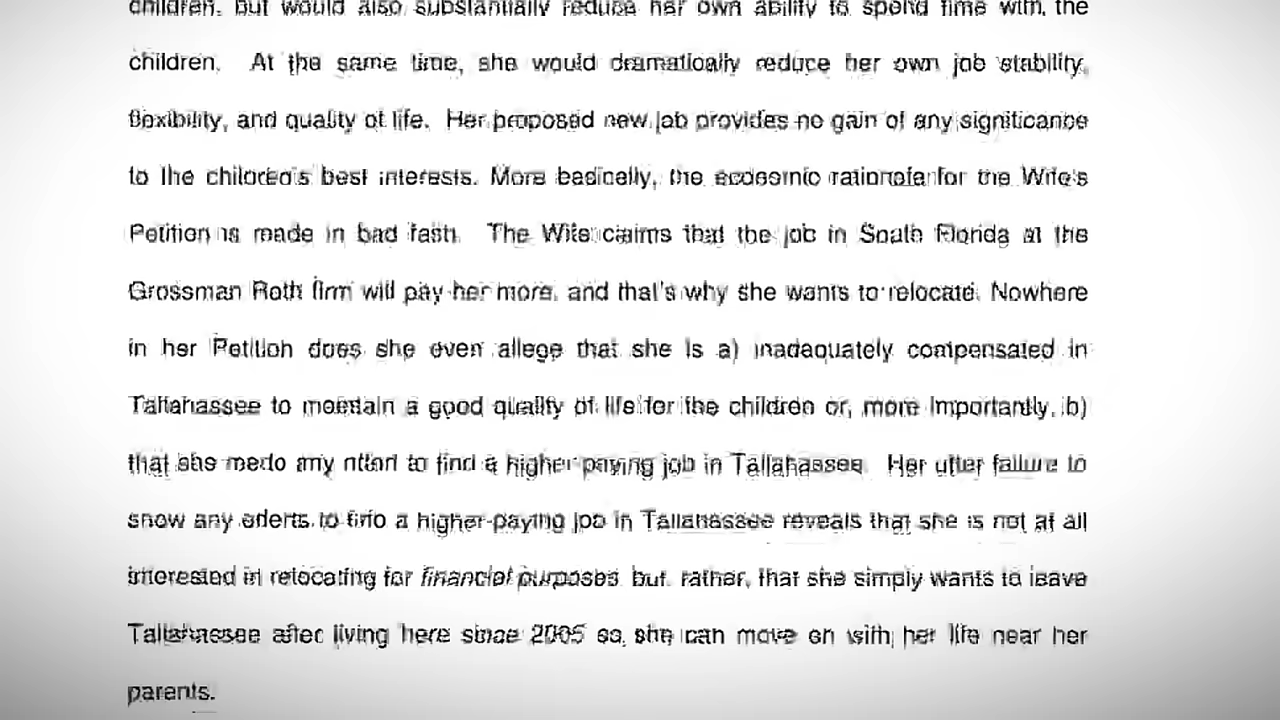 children, but would also substantially reduce her own ability to spend time with the
children. At the same time, she would dramatically reduce her own job stability,
flexibility, and quality of life. Her proposed new job provides no gain of any significance
to the children's best interests. More basically, the economic rationale for the Wife's
Petition is made in bad faith. The Wife claims that the job in South Florida at the
Grossman Roth firm will pay her more, and that's why she wants to relocate. Nowhere
in her Petition does she even allege that she is a) inadequately compensated in
Tallahassee to maintain a good quality of life for the children or, more importantly, b)
that she made any effort to find a higher paying job in Tallahassee. Her utter failure to
show any efforts to find a higher-paying job in Tallahassee reveals that she is not at all
interested in relocating for financial purposes but rather, that she simply wants to leave
Tallahassee after living here since 2005 so she can move on with her life near her
parents.